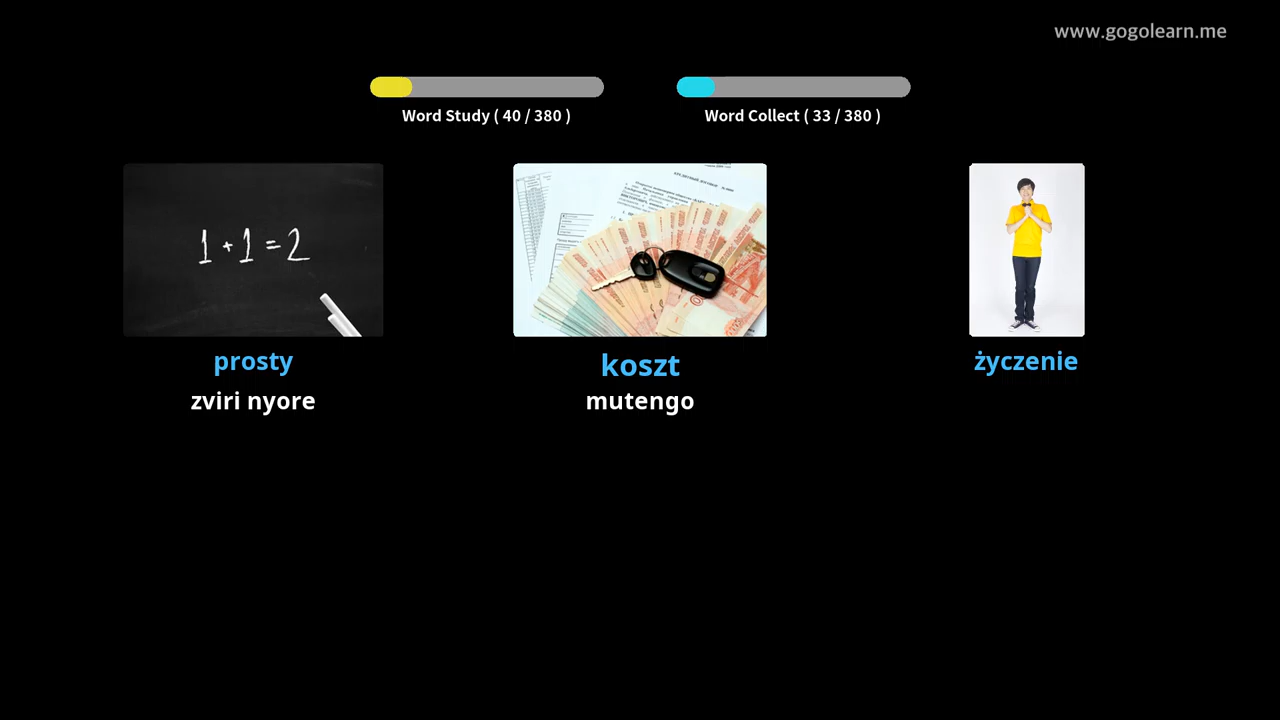 www.gogolearn.me
Word Study ( 40 / 380 )
Word Collect ( 33 / 380 )
1 + 1 = 2
prosty
zviri nyore
koszt
mutengo
życzenie